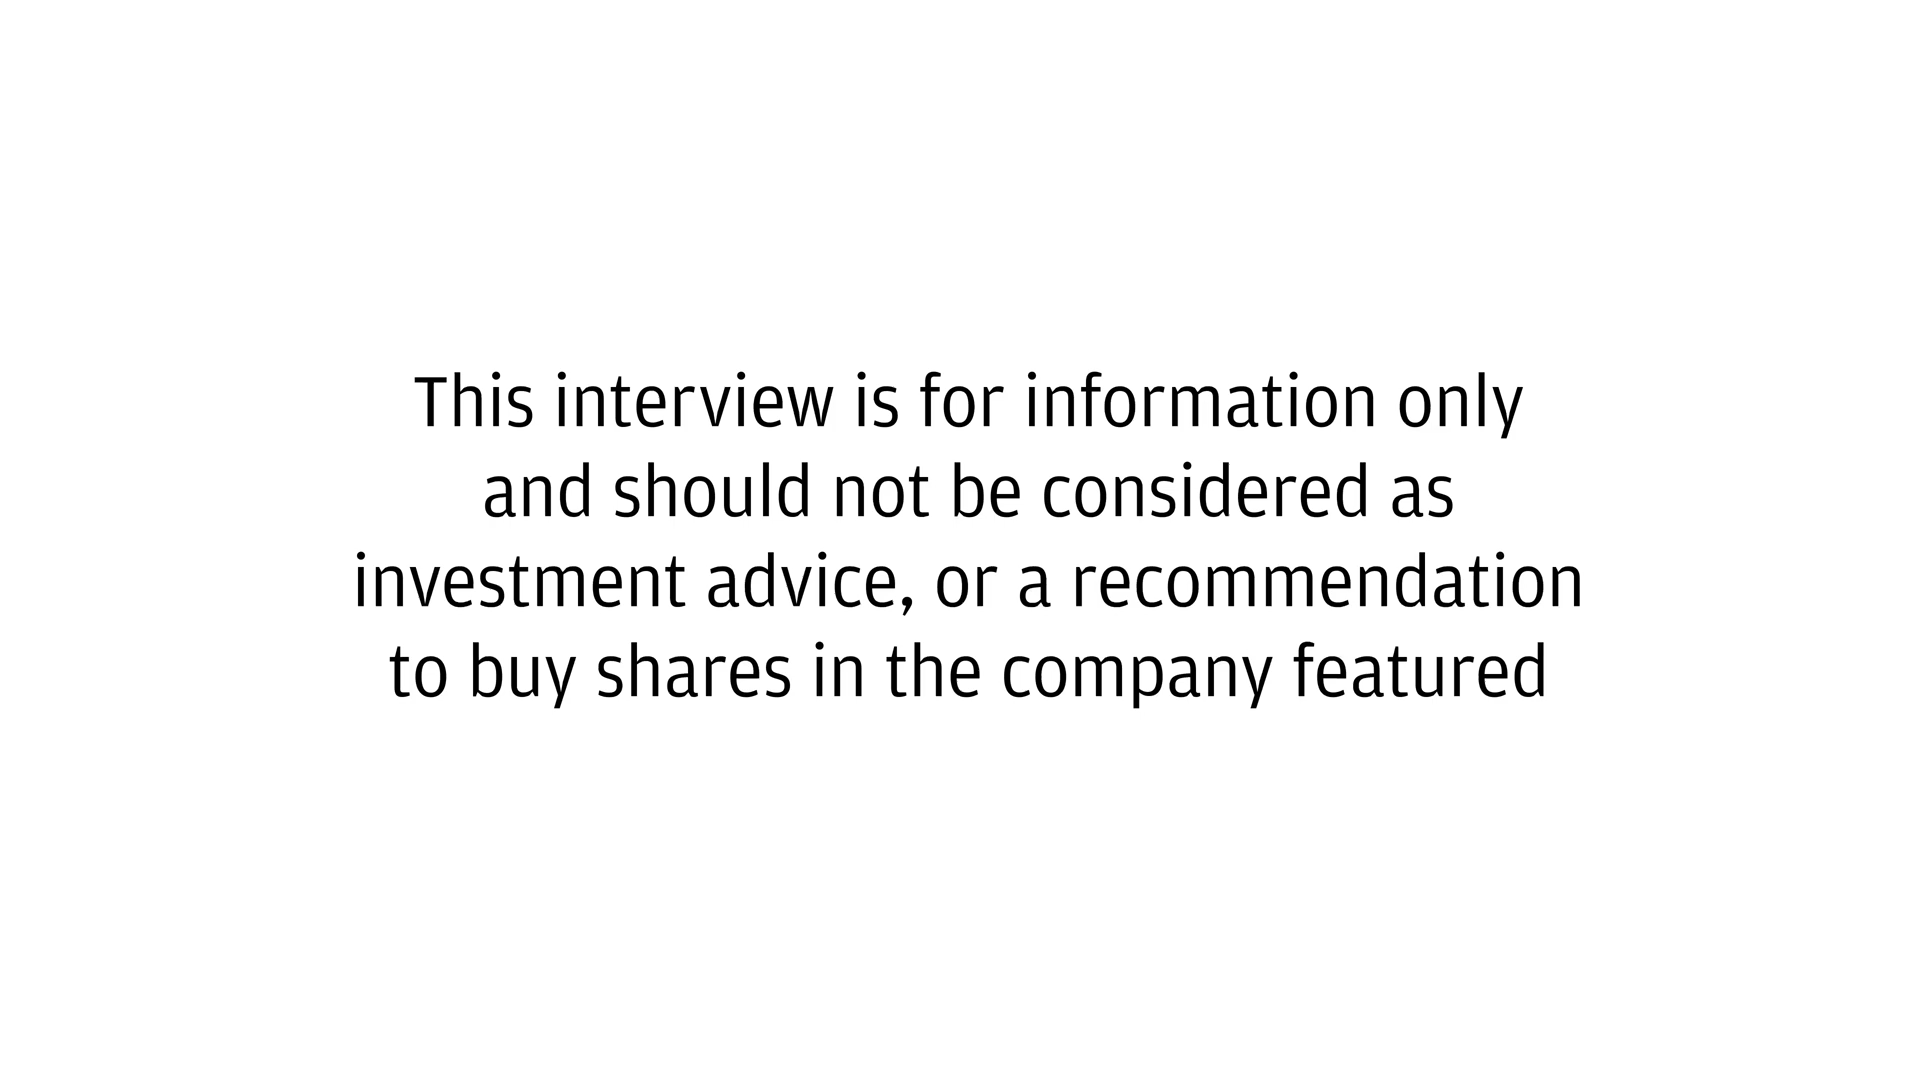 This interview is for information only
and should not be considered as
investment advice, or a recommendation
to buy shares in the company featured